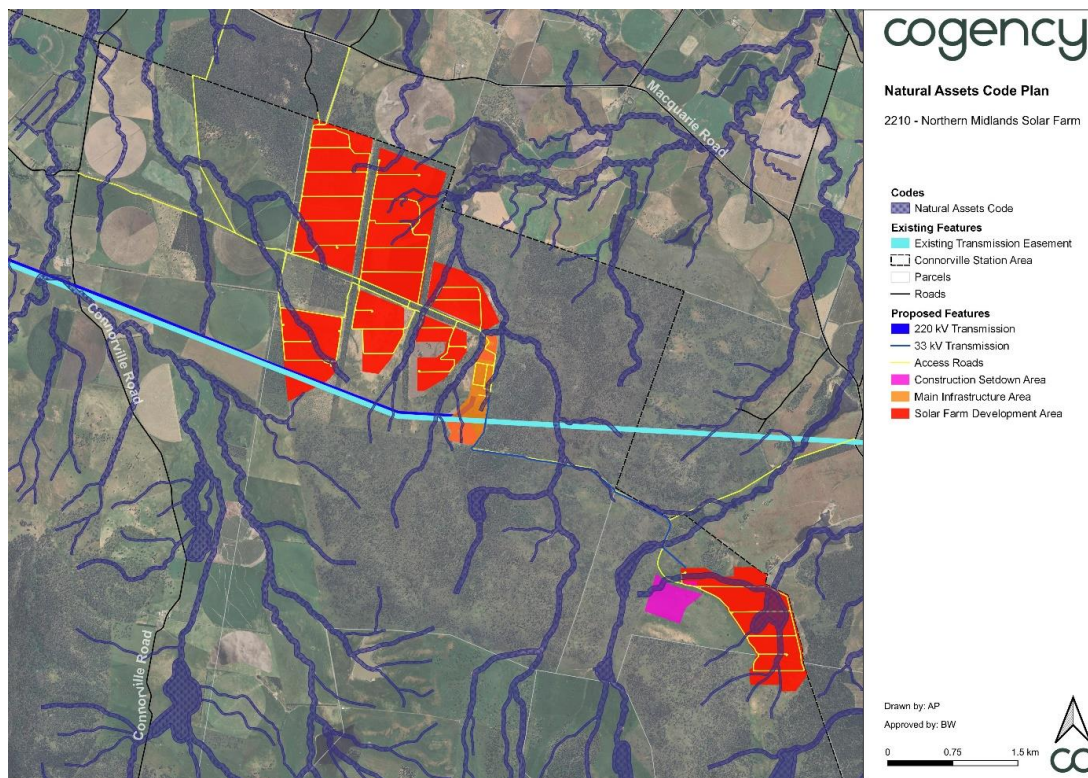 cogency
Natural Assets Code Plan
2210 - Northern Midlands Solar Farm
Codes
Natural Assets Code
Existing Features
Existing Transmission Easement
Connorville Station Area
Parcels
Roads
Proposed Features
220 kV Transmission
33 kV Transmission
Access Roads
Construction Setdown Area
Main Infrastructure Area
Solar Farm Development Area
Macquarie Road
Connorville Road
Connorville Road
Drawn by: AP
Approved by: BW
0 0.75 1.5 km
co